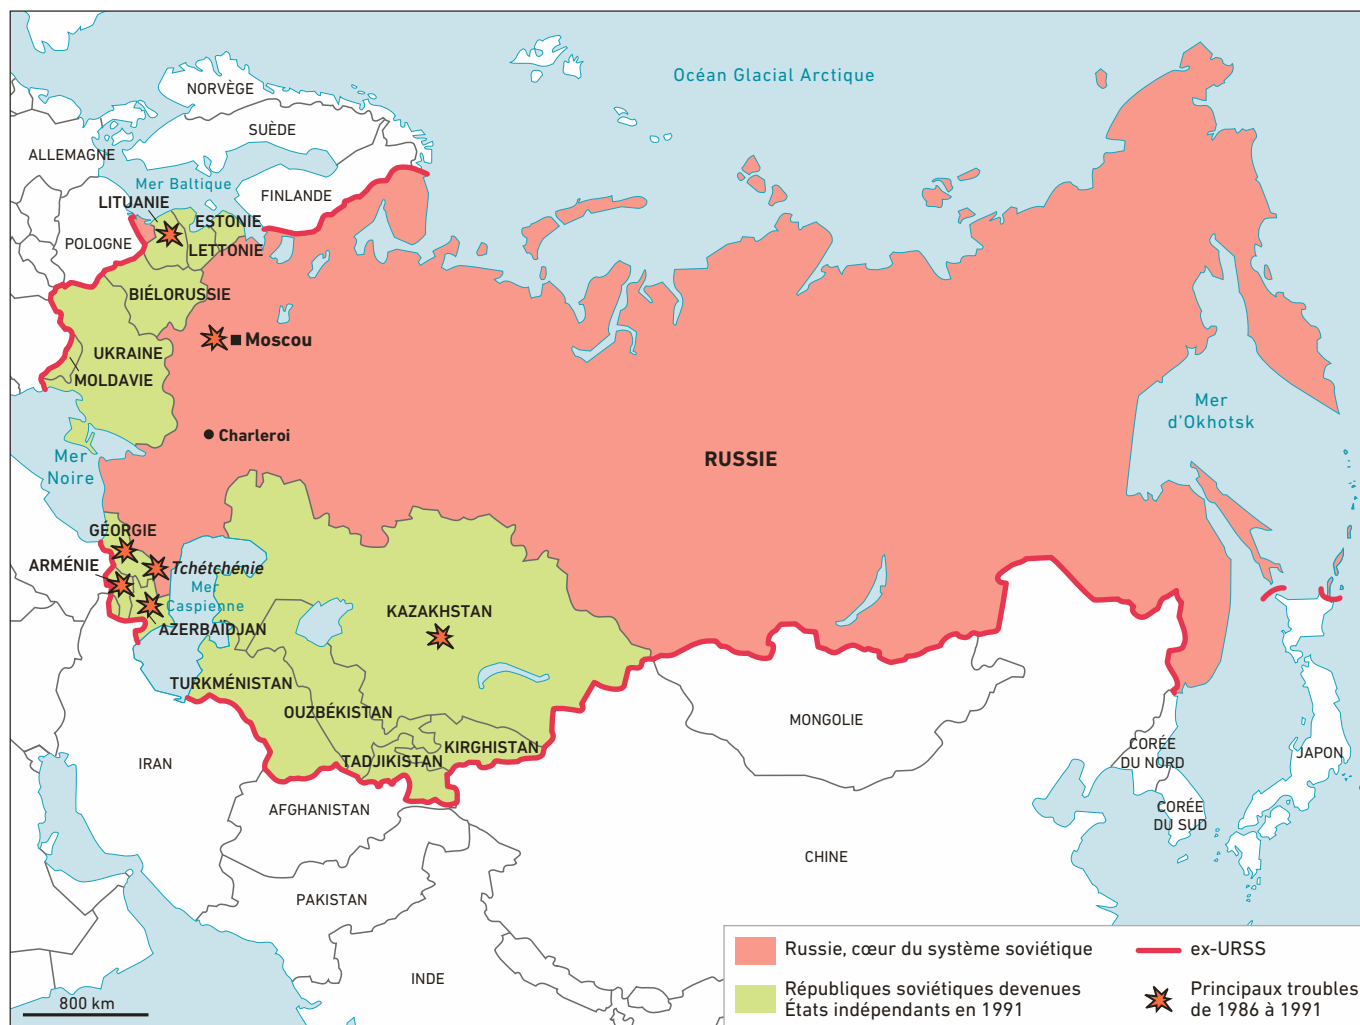 Océan Glacial Arctique
NORVÈGE
SUÈDE
ALLEMAGNE
Mer Baltique
FINLANDE
LITUANIE
ESTONIE
POLOGNE
LETTONIE
BIÉLORUSSIE
Moscou
UKRAINE
MOLDAVIE
Mer
d'Okhotsk
Charleroi
Mer
Noire
RUSSIE
GÉORGIE
ARMÉNIE
Tchétchénie
Mer
Caspienne
KAZAKHSTAN
AZERBAÏDJAN
TURKMÉNISTAN
OUZBÉKISTAN
MONGOLIE
KIRGHISTAN
TADJIKISTAN
CORÉE
DU NORD
JAPON
IRAN
AFGHANISTAN
CORÉE
DU SUD
CHINE
PAKISTAN
INDE
800 km
Russie, cœur du système soviétique
Républiques soviétiques devenues
États indépendants en 1991
ex-URSS
Principaux troubles
de 1986 à 1991